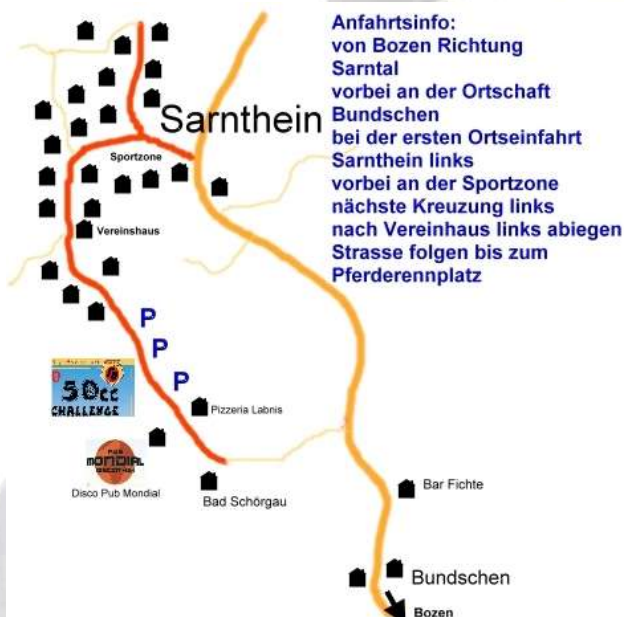 Anfahrtsinfo:
von Bozen Richtung
Sarntal
vorbei an der Ortschaft
Bundschen
bei der ersten Ortseinfahrt
Sarnthein links
vorbei an der Sportzone
nächste Kreuzung links
nach Vereinhaus links abiegen
Strasse folgen bis zum
Pferderennplatz
Sarnthein
Sportzone
Vereinshaus
P
P
P
50cc
CHALLENGE
Pizzeria Labnis
PUB
MONDIAL
Disco Pub Mondial
Bad Schörgau
Bar Fichte
Bundschen
Bozen